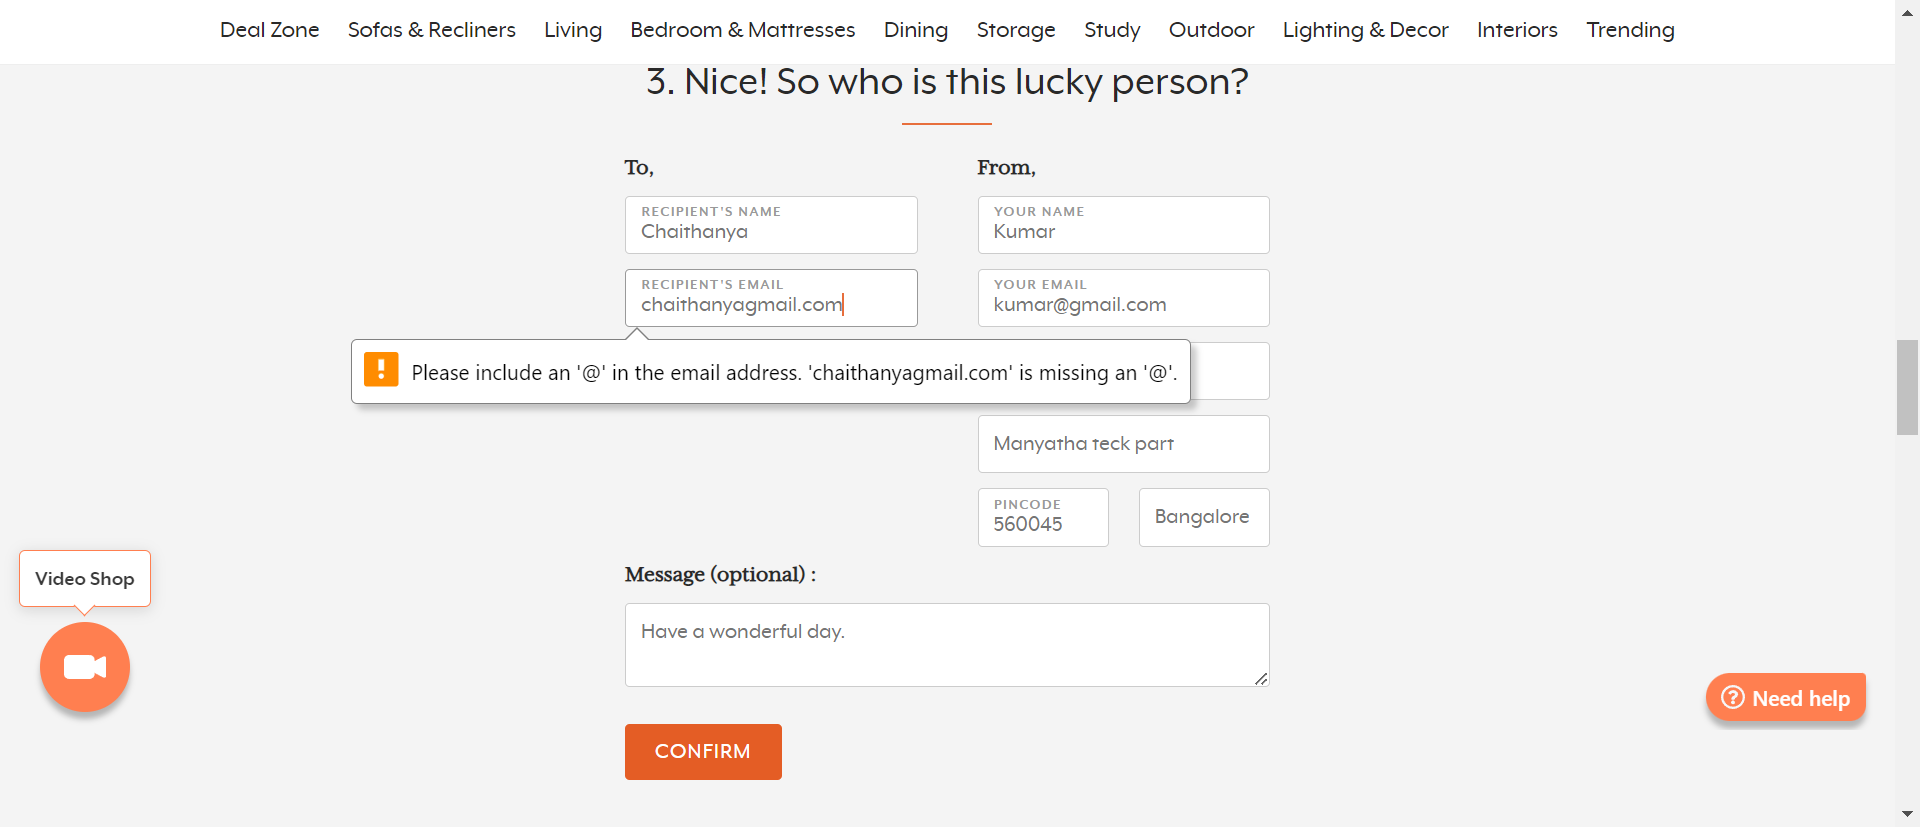 Deal Zone Sofas & Recliners Living Bedroom & Mattresses Dining Storage Study Outdoor Lighting & Decor Interiors Trending
3. Nice! So who is this lucky person?
To,
From,
RECIPIENT'S NAME
Chaithanya
YOUR NAME
Kumar
RECIPIENT'S EMAIL
chaithanyagmail.com
YOUR EMAIL
kumar@gmail.com
Please include an '@' in the email address. 'chaithanyagmail.com' is missing an '@'.
Manyatha teck part
PINCODE
560045
Bangalore
Message (optional) :
Have a wonderful day.
Video Shop
Need help
CONFIRM